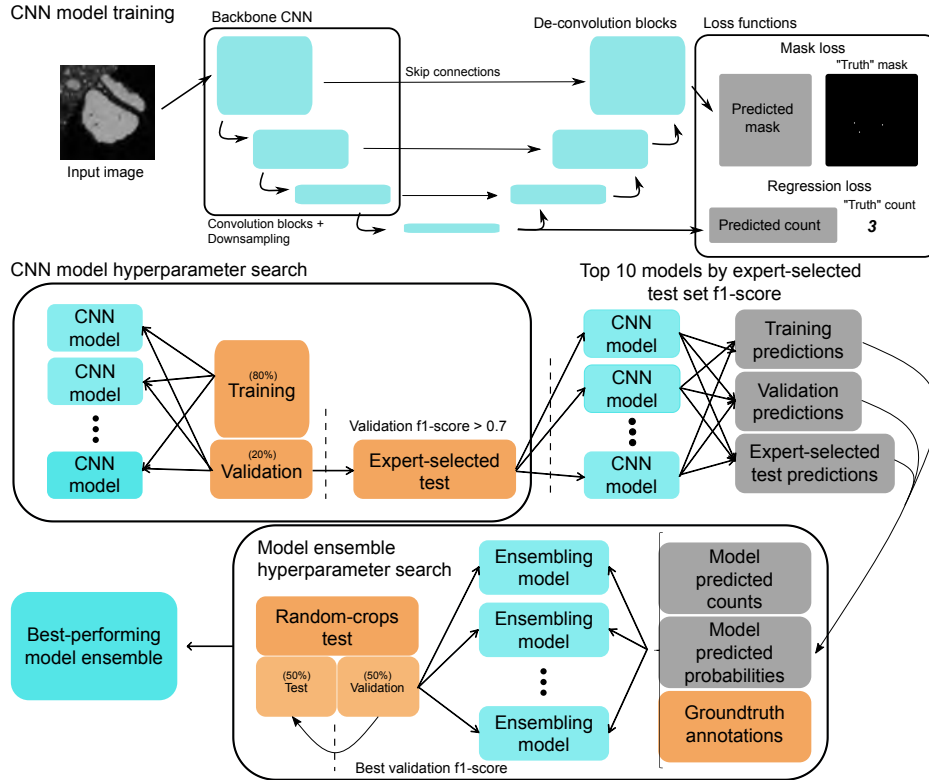 CNN model training
Backbone CNN
De-convolution blocks
Loss functions
Mask loss
"Truth" mask
Skip connections
Predicted
mask
Input image
Regression loss
"Truth" count
Predicted count
3
Convolution blocks +
Downsampling
CNN model hyperparameter search
Top 10 models by expert-selected
test set f1-score
CNN
model
CNN
model
CNN
model
(80%)
Training
(20%)
Validation
Validation f1-score > 0.7
Expert-selected
test
CNN
model
CNN
model
CNN
model
Training
predictions
Validation
predictions
Expert-selected
test predictions
Model ensemble
hyperparameter search
Random-crops
test
(50%)
Test
(50%)
Validation
Best validation f1-score
Ensembling
model
Ensembling
model
Ensembling
model
Model
predicted
counts
Model
predicted
probabilities
Groundtruth
annotations
Best-performing
model ensemble